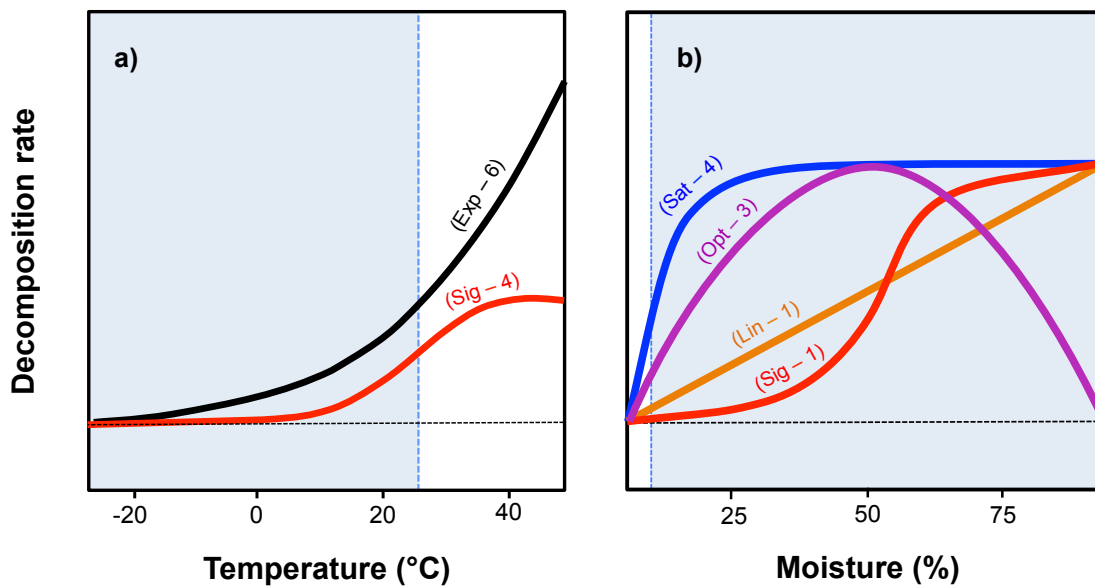 a)
b)
Decomposition rate
(Exp – 6)
(Sig – 4)
(Sat – 4)
(Opt – 3)
(Lin – 1)
(Sig – 1)
-20 0 20 40
25 50 75
Temperature (°C)
Moisture (%)